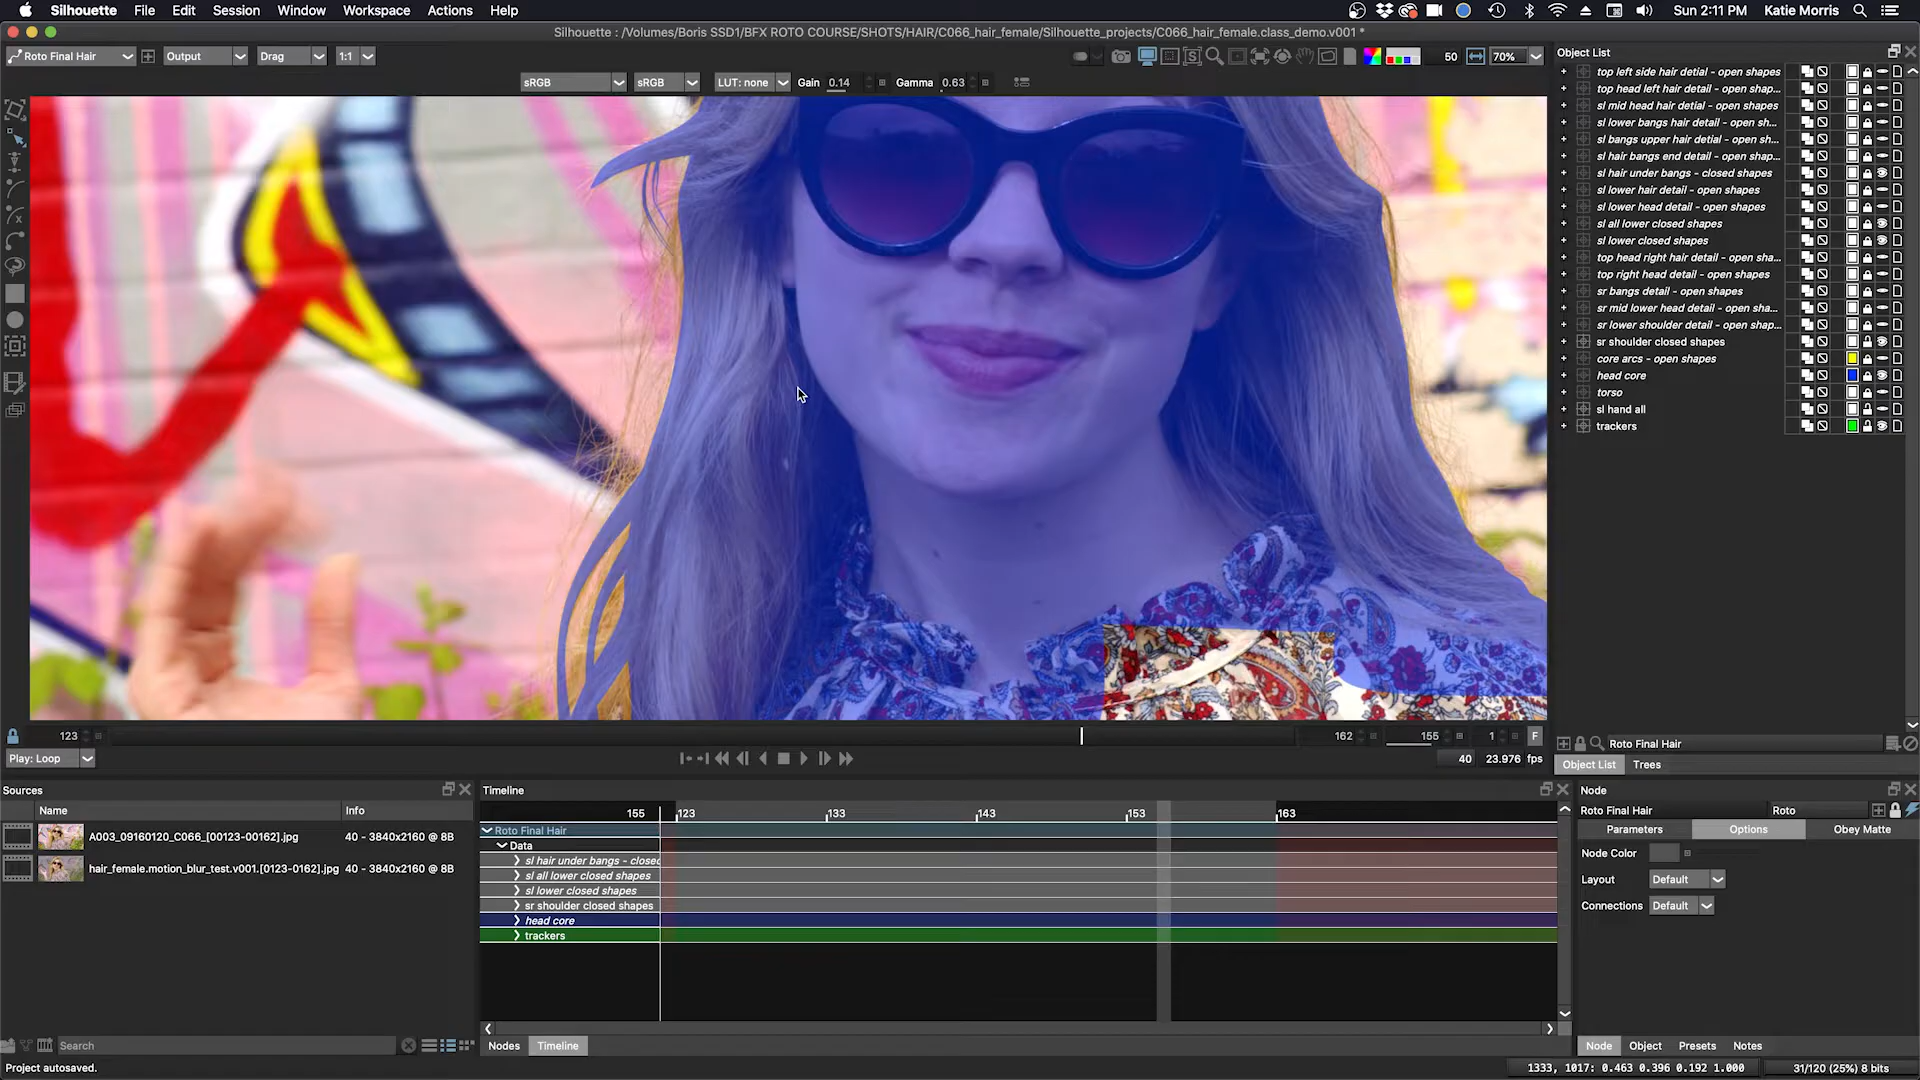 Silhouette File Edit Session Window Workspace Actions Help Sun 2:11 PM Katie Morris
Silhouette : /Volumes/Boris SSD1/BFX ROTO COURSE/SHOTS/HAIR/C066_hair_female/Silhouette_projects/C066_hair_female.class_demo.v001 *
Roto Final Hair Output Drag 1:1 50 70%
sRGB sRGB LUT: none Gain 0.14 Gamma 0.63
Object List
top left side hair detial - open shapes
top head left hair detail - open shap...
sl mid head hair detial - open shapes
sl lower bangs hair detail - open sh...
sl bangs upper hair detial - open sh...
sl hair bangs end detail - open shap...
sl hair under bangs - closed shapes
sl lower hair detail - open shapes
sl lower head detail - open shapes
sl all lower closed shapes
sl lower closed shapes
top head right hair detail - open sha...
top right head detail - open shapes
sr bangs detail - open shapes
sr mid lower head detail - open sha...
sr lower shoulder detail - open shap...
sr shoulder closed shapes
core arcs - open shapes
head core
torso
sl hand all
trackers
Roto Final Hair
Object List Trees
123 162 155 1 F
Play: Loop 40 23.976 fps
Sources
Name Info
A003_09160120_C066_[00123-00162].jpg 40 - 3840x2160 @ 8B
hair_female.motion_blur_test.v001.[0123-0162].jpg 40 - 3840x2160 @ 8B
Search
Timeline
155 123 133 143 153 163
Roto Final Hair
Data
sl hair under bangs - closed
sl all lower closed shapes
sl lower closed shapes
sr shoulder closed shapes
head core
trackers
Nodes Timeline
Node
Roto Final Hair Roto
Parameters Options Obey Matte
Node Color
Layout Default
Connections Default
Node Object Presets Notes
Project autosaved.
1333, 1017: 0.463 0.396 0.192 1.000 31/120 (25%) 8 bits